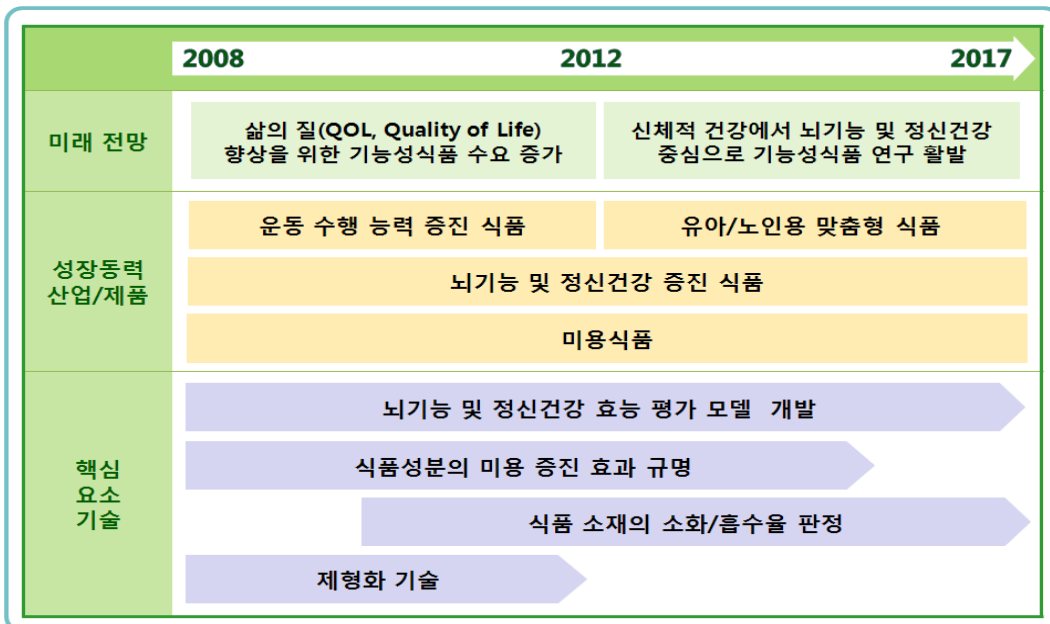 2008 2012 2017
미래 전망
삶의 질(QOL, Quality of Life)
향상을 위한 기능성식품 수요 증가
신체적 건강에서 뇌기능 및 정신건강
중심으로 기능성식품 연구 활발
성장동력
산업/제품
운동 수행 능력 증진 식품
유아/노인용 맞춤형 식품
뇌기능 및 정신건강 증진 식품
미용식품
핵심
요소
기술
뇌기능 및 정신건강 효능 평가 모델 개발
식품성분의 미용 증진 효과 규명
식품 소재의 소화/흡수율 판정
제형화 기술